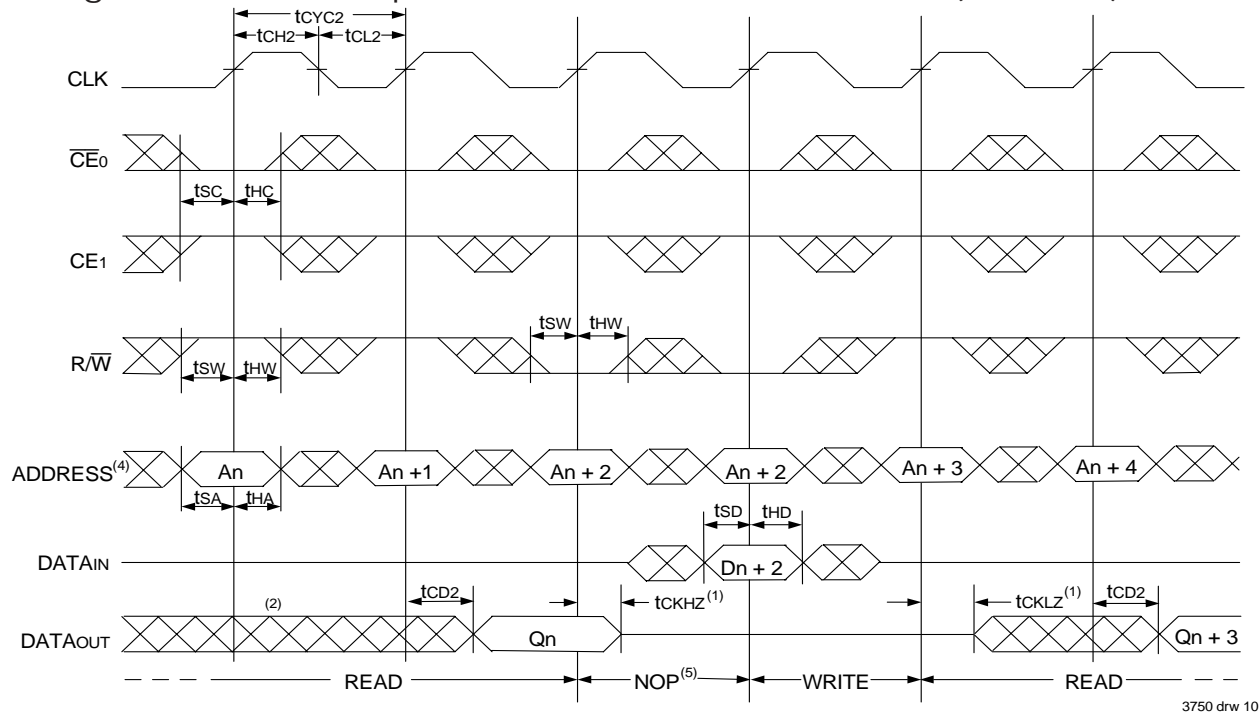 tCYC2
tCH2 tCL2
CLK
CE0
tSC tHC
CE1
tSW tHW
R/W
tSW tHW
ADDRESS(4) An An +1 An + 2 An + 2 An + 3 An + 4
tSA tHA
tSD tHD
DATAIN Dn + 2
(2) tCD2 tCKHZ(1) tCKLZ(1) tCD2
DATAOUT Qn Qn + 3
READ NOP(5) WRITE READ
3750 drw 10